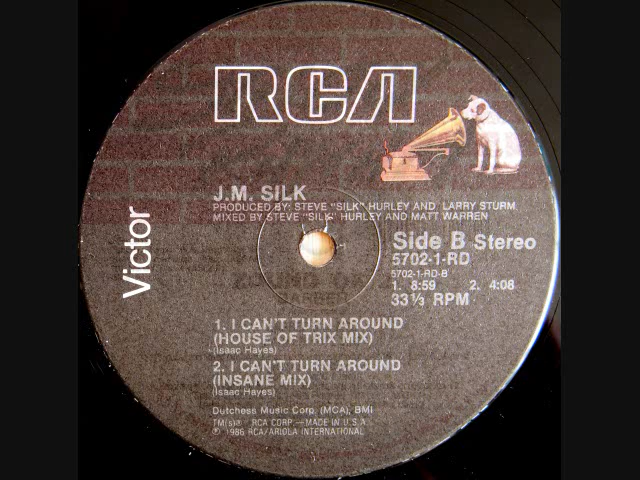 RCA
Victor
J.M. SILK
PRODUCED BY: STEVE "SILK" HURLEY AND LARRY STURM
MIXED BY STEVE "SILK" HURLEY AND MATT WARREN
Side B Stereo
5702-1-RD
5702-1-RD-B
1. 8:59 2. 4:08
33⅓ RPM
1. I CAN'T TURN AROUND
(HOUSE OF TRIX MIX)
(Isaac Hayes)
2. I CAN'T TURN AROUND
(INSANE MIX)
(Isaac Hayes)
Dutchess Music Corp. (MCA), BMI
TM(s)® RCA CORP.—MADE IN U.S.A.
℗ 1986 RCA/ARIOLA INTERNATIONAL